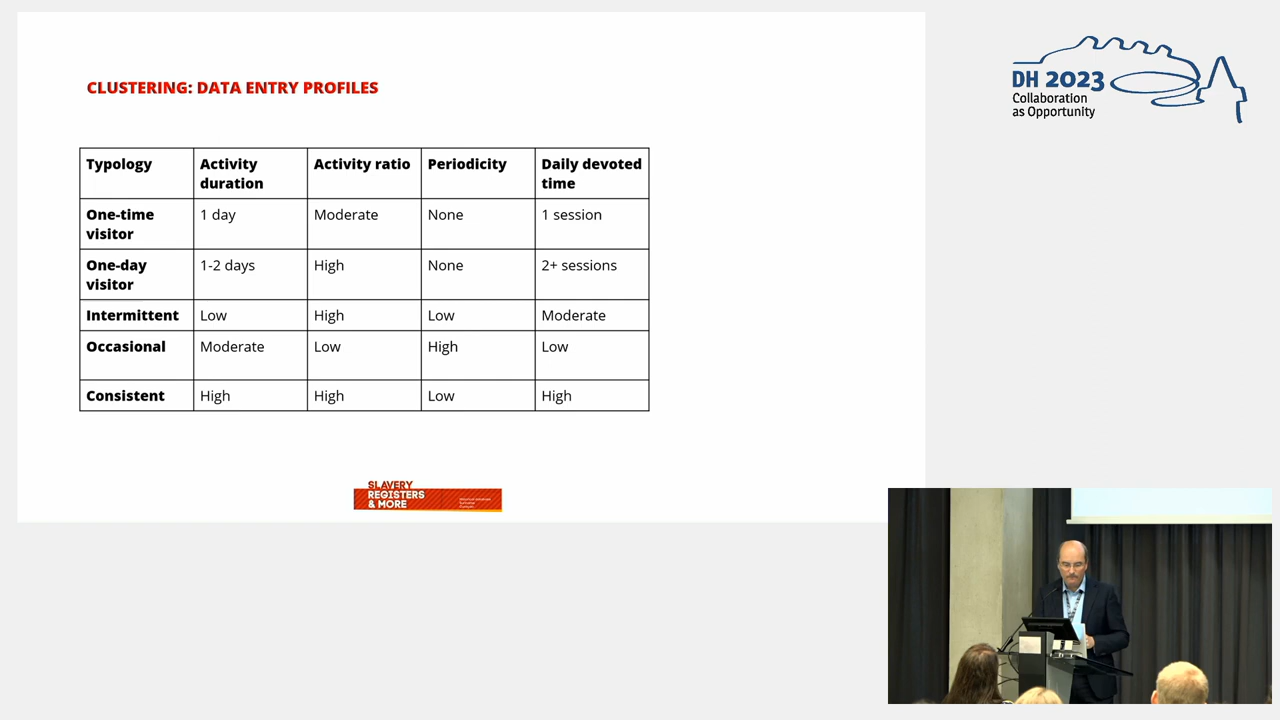 CLUSTERING: DATA ENTRY PROFILES
Typology
Activity duration
Activity ratio
Periodicity
Daily devoted time
One-time visitor
1 day
Moderate
None
1 session
One-day visitor
1-2 days
High
None
2+ sessions
Intermittent
Low
High
Low
Moderate
Occasional
Moderate
Low
High
Low
Consistent
High
High
Low
High
SLAVERY
REGISTERS
& MORE
DH 2023
Collaboration
as Opportunity